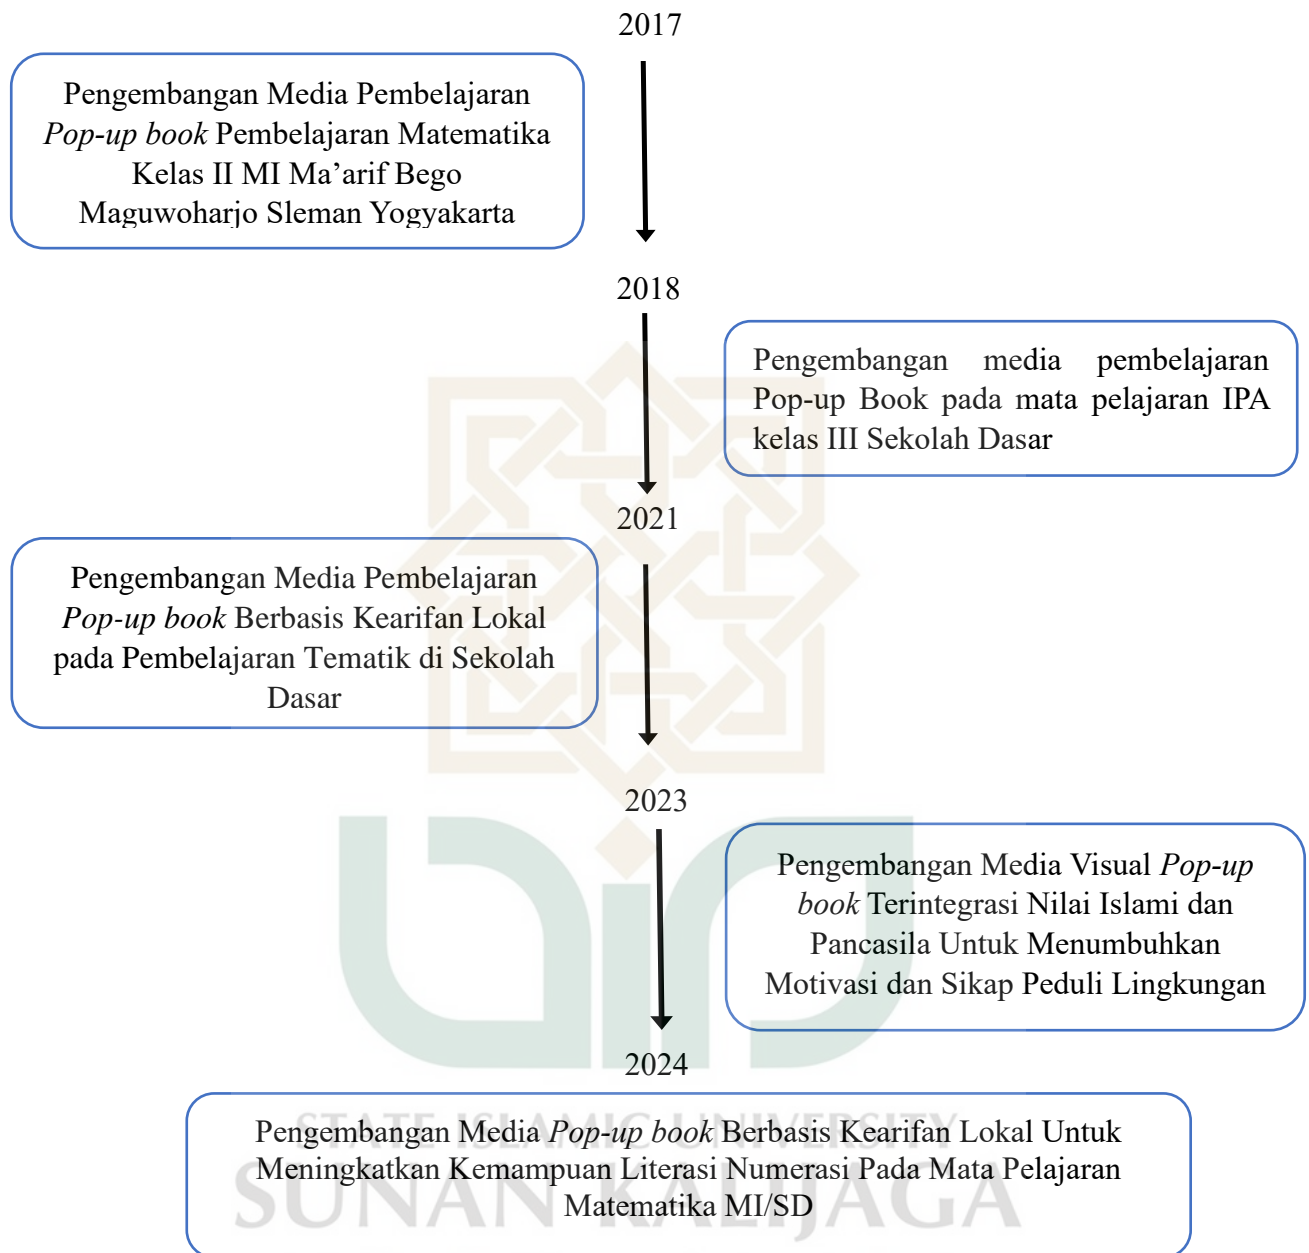 2017
Pengembangan Media Pembelajaran
Pop-up book Pembelajaran Matematika
Kelas II MI Ma’arif Bego
Maguwoharjo Sleman Yogyakarta
2018
Pengembangan media pembelajaran
Pop-up Book pada mata pelajaran IPA
kelas III Sekolah Dasar
2021
Pengembangan Media Pembelajaran
Pop-up book Berbasis Kearifan Lokal
pada Pembelajaran Tematik di Sekolah
Dasar
2023
Pengembangan Media Visual Pop-up
book Terintegrasi Nilai Islami dan
Pancasila Untuk Menumbuhkan
Motivasi dan Sikap Peduli Lingkungan
2024
STATE ISLAMIC UNIVERSITY
Pengembangan Media Pop-up book Berbasis Kearifan Lokal Untuk
Meningkatkan Kemampuan Literasi Numerasi Pada Mata Pelajaran
Matematika MI/SD
SUNAN KALIJAGA